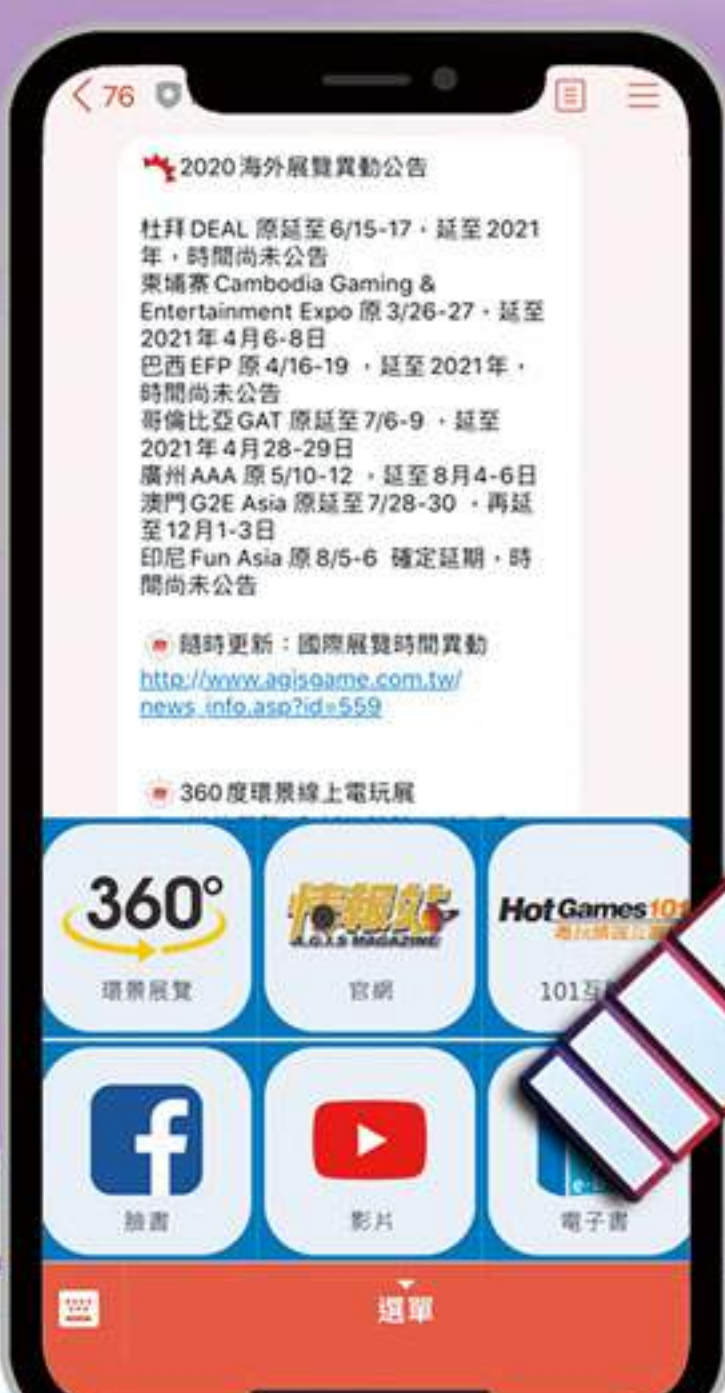 76
2020 海外展覽異動公告
杜拜 DEAL 原延至 6/15-17，延至 2021
年，時間尚未公告
柬埔寨 Cambodia Gaming &
Entertainment Expo 原 3/26-27，延至
2021年 4月6-8日
巴西 EFP 原 4/16-19 ，延至 2021年，
時間尚未公告
哥倫比亞 GAT 原延至 7/6-9 ，延至
2021年 4月28-29日
廣州 AAA 原 5/10-12 ，延至 8月4-6日
澳門 G2E Asia 原延至 7/28-30 ，再延
至12月1-3日
印尼 Fun Asia 原 8/5-6 確定延期，時
間尚未公告
隨時更新：國際展覽時間異動
http://www.agisgame.com.tw/
news_info.asp?id=559
360度環景線上電玩展
360°
環景展覽
情報站
A.G.I.S MAGAZINE
官網
Hot Games 101
101互
臉書
影片
電子書
選單